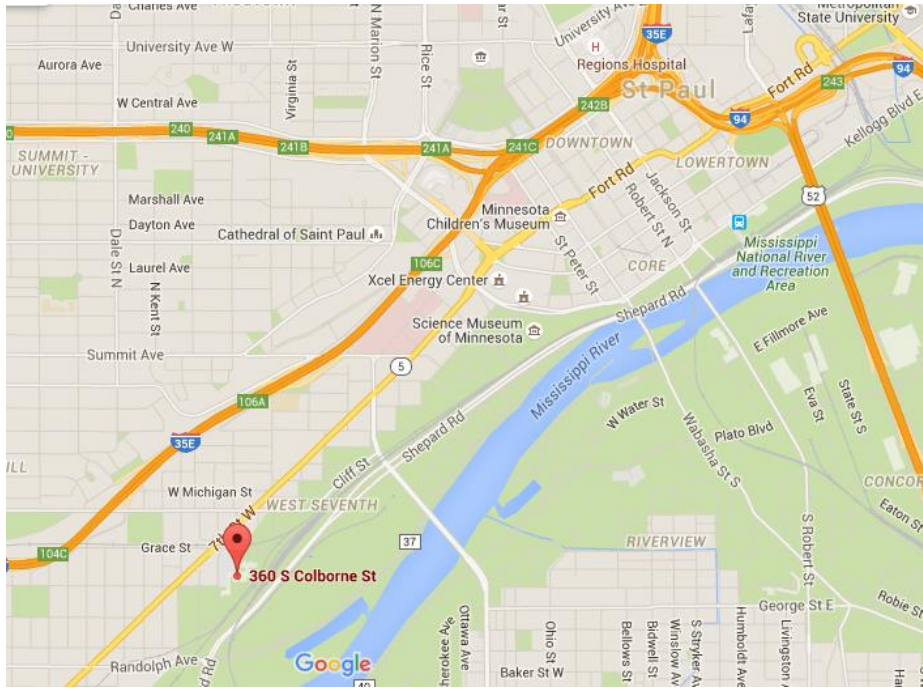 Charles Ave
University Ave W
Aurora Ave
W Central Ave
Virginia St
N Marion St
Rice St
University Ave
H
Regions Hospital
35E
St Paul
Fort Rd
Metropolitan
State University
94
243
94
242B
Kellogg Blvd E
240
241A
241B
241A
241C
DOWNTOWN
LOWERTOWN
SUMMIT -
UNIVERSITY
Marshall Ave
Dayton Ave
Cathedral of Saint Paul
Laurel Ave
Dale St N
N Kent St
106C
Fort Rd
Minnesota
Children's Museum
Jackson St
Robert St N
St Peter St
52
Xcel Energy Center
CORE
Mississippi
National River
and Recreation
Area
Science Museum
of Minnesota
Shepard Rd
Summit Ave
5
Mississippi River
E Fillmore Ave
106A
35E
W Water St
Wabasha St S
Plato Blvd
Eva St
State St S
Shepard Rd
Cliff St
W Michigan St
WEST SEVENTH
CONCOR
Eaton St
104C
Grace St
37
RIVERVIEW
S Robert St
360 S Colborne St
George St E
Robie St
Randolph Ave
Google
40
Ottawa Ave
Ohio St
Bellows St
Bidwell St
Winslow Av
S Stryker Av
Humboldt Ave
Livingston
Baker St W